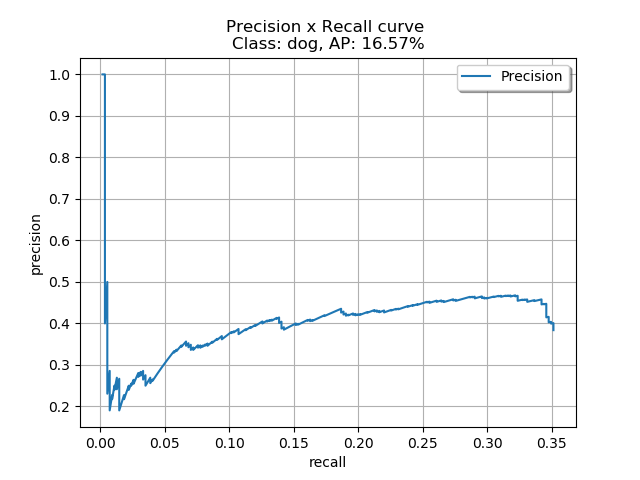 Precision x Recall curve
Class: dog, AP: 16.57%
Precision
precision
1.0
0.9
0.8
0.7
0.6
0.5
0.4
0.3
0.2
0.00 0.05 0.10 0.15 0.20 0.25 0.30 0.35
recall